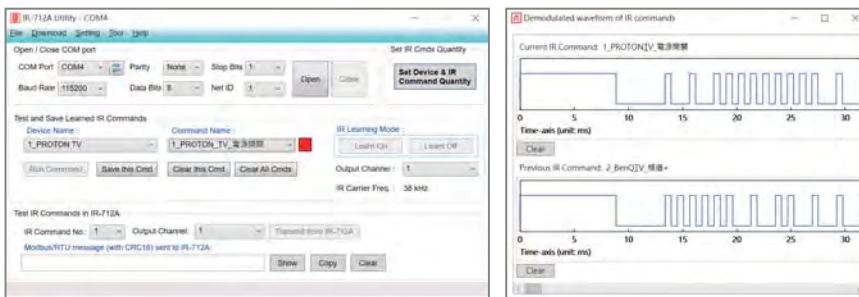 IR-712A Utility - COM4
File Download Setting Tool Help
Open / Close COM port
Set IR Cmds Quantity
COM Port COM4 Parity None Stop Bits 1
Baud Rate 115200 Data Bits 8 Net ID 1
Open Close
Set Device & IR
Command Quantity
Test and Save Learned IR Commands
Device Name : Command Name : IR Learning Mode :
1_PROTON TV 1_PROTON_TV_電源開關 Learn On Learn Off
Run Command Save this Cmd Clear this Cmd Clear All Cmds Output Channel : 1
IR Carrier Freq. : 38 kHz
Test IR Commands in IR-712A
IR Command No.: 1 Output Channel: 1 Transmit from IR-712A
Modbus/RTU message (with CRC16) sent to IR-712A:
Show Copy Clear
Demodulated waveform of IR commands
Current IR Command: 1_PROTON_TV_電源開關
0 5 10 15 20 25 30
Time-axis (unit: ms)
Clear
Previous IR Command: 2_BenQ_TV_頻道+
0 5 10 15 20 25 30
Time-axis (unit: ms)
Clear